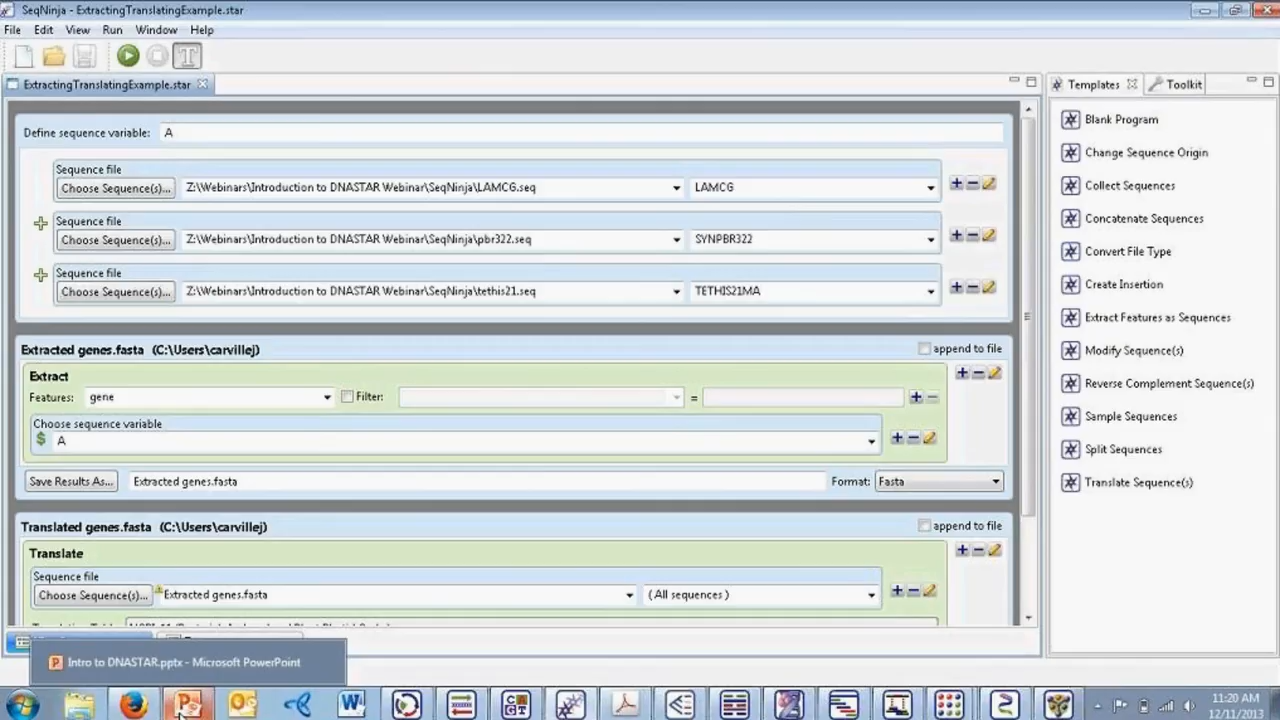 SeqNinja - ExtractingTranslatingExample.star
File Edit View Run Window Help
ExtractingTranslatingExample.star
Templates Toolkit
Define sequence variable: A
Sequence file
Choose Sequence(s)... Z:\Webinars\Introduction to DNASTAR Webinar\SeqNinja\LAMCG.seq LAMCG
Sequence file
Choose Sequence(s)... Z:\Webinars\Introduction to DNASTAR Webinar\SeqNinja\pbr322.seq SYNPBR322
Sequence file
Choose Sequence(s)... Z:\Webinars\Introduction to DNASTAR Webinar\SeqNinja\tethis21.seq TETHIS21MA
Extracted genes.fasta (C:\Users\carvillej) append to file
Extract
Features: gene Filter: =
Choose sequence variable
$ A
Save Results As... Extracted genes.fasta Format: Fasta
Translated genes.fasta (C:\Users\carvillej) append to file
Translate
Sequence file
Choose Sequence(s)... Extracted genes.fasta ( All sequences )
Blank Program
Change Sequence Origin
Collect Sequences
Concatenate Sequences
Convert File Type
Create Insertion
Extract Features as Sequences
Modify Sequence(s)
Reverse Complement Sequence(s)
Sample Sequences
Split Sequences
Translate Sequence(s)
Intro to DNASTAR.pptx - Microsoft PowerPoint
11:20 AM
12/11/2013